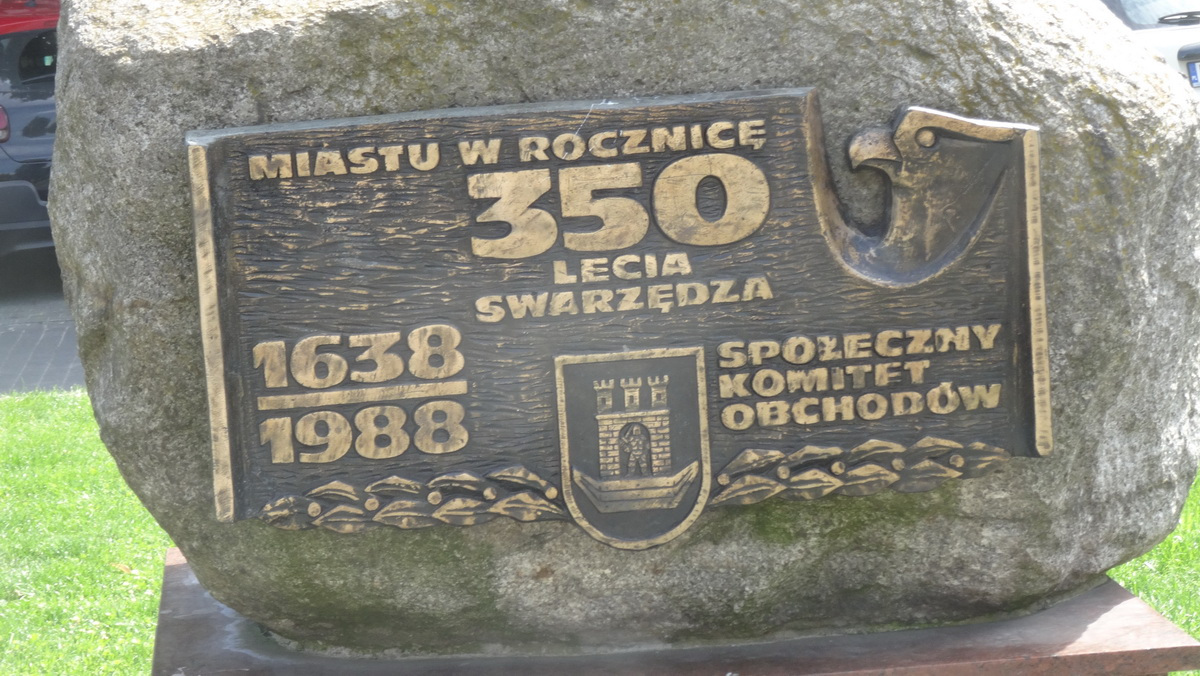 MIASTU W ROCZNICĘ
350
LECIA
SWARZĘDZA
1638
1988
SPOŁECZNY
KOMITET
OBCHODÓW